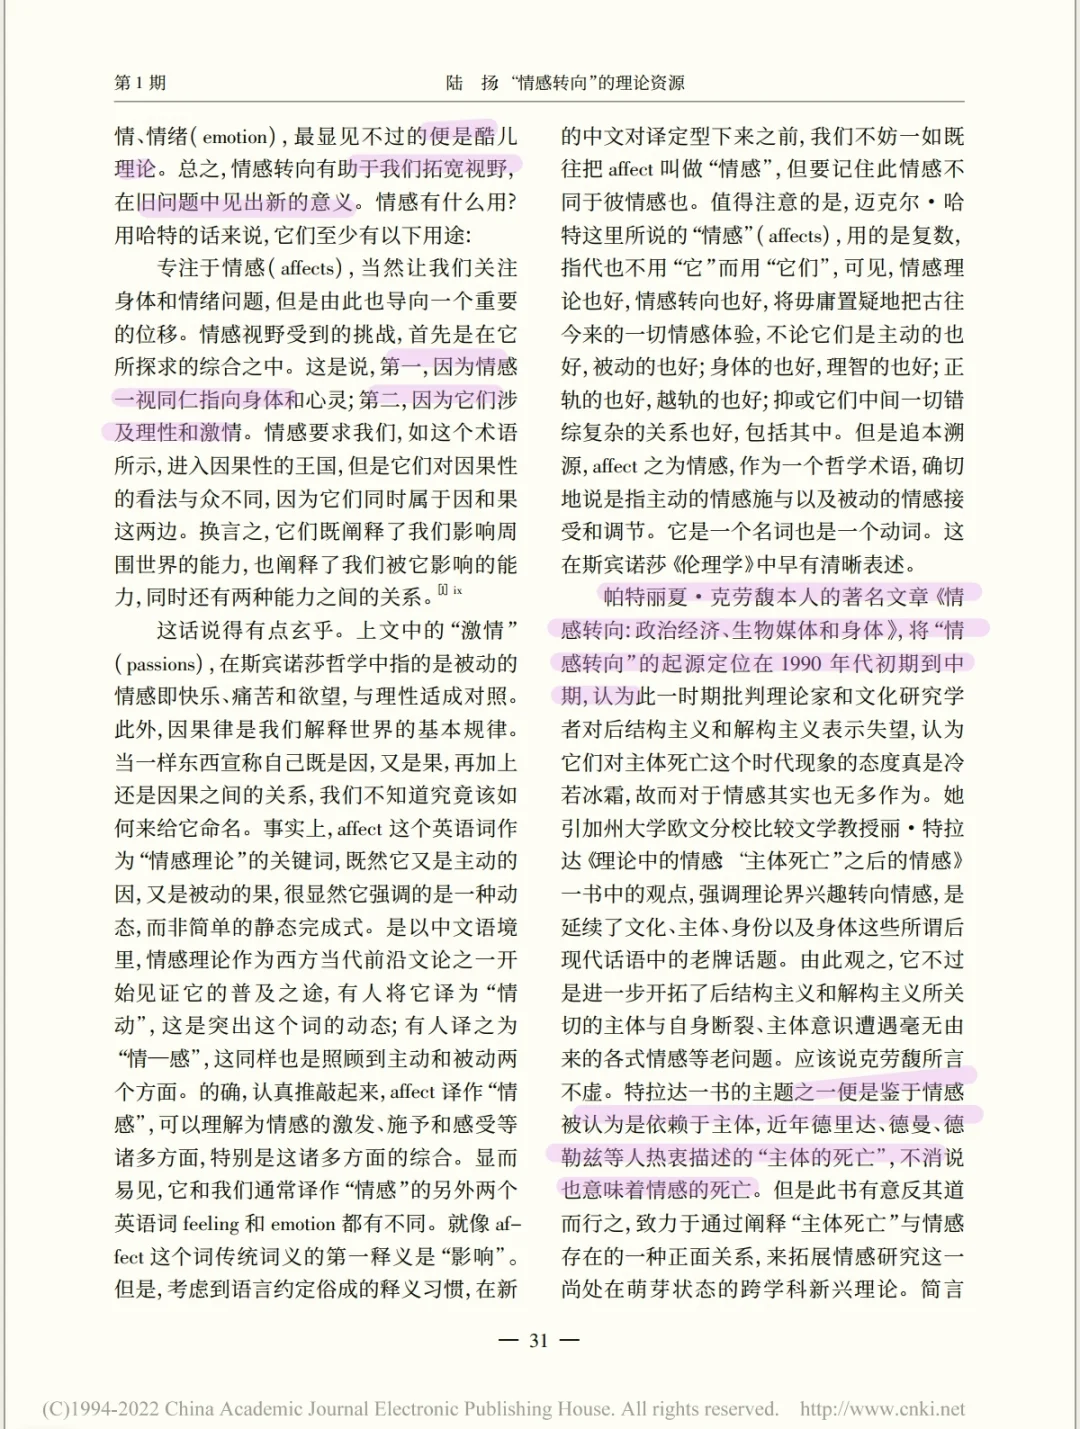 第1期
陆 扬:“情感转向”的理论资源
情、情绪(emotion),最显见不过的便是酷儿
理论。总之,情感转向有助于我们拓宽视野,
在旧问题中见出新的意义。情感有什么用?
用哈特的话来说,它们至少有以下用途:
专注于情感(affects),当然让我们关注
身体和情绪问题,但是由此也导向一个重要
的位移。情感视野受到的挑战,首先是在它
所探求的综合之中。这是说,第一,因为情感
一视同仁指向身体和心灵;第二,因为它们涉
及理性和激情。情感要求我们,如这个术语
所示,进入因果性的王国,但是它们对因果性
的看法与众不同,因为它们同时属于因和果
这两边。换言之,它们既阐释了我们影响周
围世界的能力,也阐释了我们被它影响的能
力,同时还有两种能力之间的关系。[1] ix
这话说得有点玄乎。上文中的“激情”
(passions),在斯宾诺莎哲学中指的是被动的
情感即快乐、痛苦和欲望,与理性适成对照。
此外,因果律是我们解释世界的基本规律。
当一样东西宣称自己既是因,又是果,再加上
还是因果之间的关系,我们不知道究竟该如
何来给它命名。事实上,affect 这个英语词作
为“情感理论”的关键词,既然它又是主动的
因,又是被动的果,很显然它强调的是一种动
态,而非简单的静态完成式。是以中文语境
里,情感理论作为西方当代前沿文论之一开
始见证它的普及之途,有人将它译为“情
动”,这是突出这个词的动态;有人译之为
“情—感”,这同样也是照顾到主动和被动两
个方面。的确,认真推敲起来,affect 译作“情
感”,可以理解为情感的激发、施予和感受等
诸多方面,特别是这诸多方面的综合。显而
易见,它和我们通常译作“情感”的另外两个
英语词 feeling 和 emotion 都有不同。就像 af-
fect 这个词传统词义的第一释义是“影响”。
但是,考虑到语言约定俗成的释义习惯,在新
的中文对译定型下来之前,我们不妨一如既
往把 affect 叫做“情感”,但要记住此情感不
同于彼情感也。值得注意的是,迈克尔·哈
特这里所说的“情感”(affects),用的是复数,
指代也不用“它”而用“它们”,可见,情感理
论也好,情感转向也好,将毋庸置疑地把古往
今来的一切情感体验,不论它们是主动的也
好,被动的也好;身体的也好,理智的也好;正
轨的也好,越轨的也好;抑或它们中间一切错
综复杂的关系也好,包括其中。但是追本溯
源,affect 之为情感,作为一个哲学术语,确切
地说是指主动的情感施与以及被动的情感接
受和调节。它是一个名词也是一个动词。这
在斯宾诺莎《伦理学》中早有清晰表述。
帕特丽夏·克劳馥本人的著名文章《情
感转向:政治经济、生物媒体和身体》,将“情
感转向”的起源定位在 1990 年代初期到中
期,认为此一时期批判理论家和文化研究学
者对后结构主义和解构主义表示失望,认为
它们对主体死亡这个时代现象的态度真是冷
若冰霜,故而对于情感其实也无多作为。她
引加州大学欧文分校比较文学教授丽·特拉
达《理论中的情感:“主体死亡”之后的情感》
一书中的观点,强调理论界兴趣转向情感,是
延续了文化、主体、身份以及身体这些所谓后
现代话语中的老牌话题。由此观之,它不过
是进一步开拓了后结构主义和解构主义所关
切的主体与自身断裂、主体意识遭遇毫无由
来的各式情感等老问题。应该说克劳馥所言
不虚。特拉达一书的主题之一便是鉴于情感
被认为是依赖于主体,近年德里达、德曼、德
勒兹等人热衷描述的“主体的死亡”,不消说
也意味着情感的死亡。但是此书有意反其道
而行之,致力于通过阐释“主体死亡”与情感
存在的一种正面关系,来拓展情感研究这一
尚处在萌芽状态的跨学科新兴理论。简言
— 31 —
(C)1994-2022 China Academic Journal Electronic Publishing House. All rights reserved. http://www.cnki.net